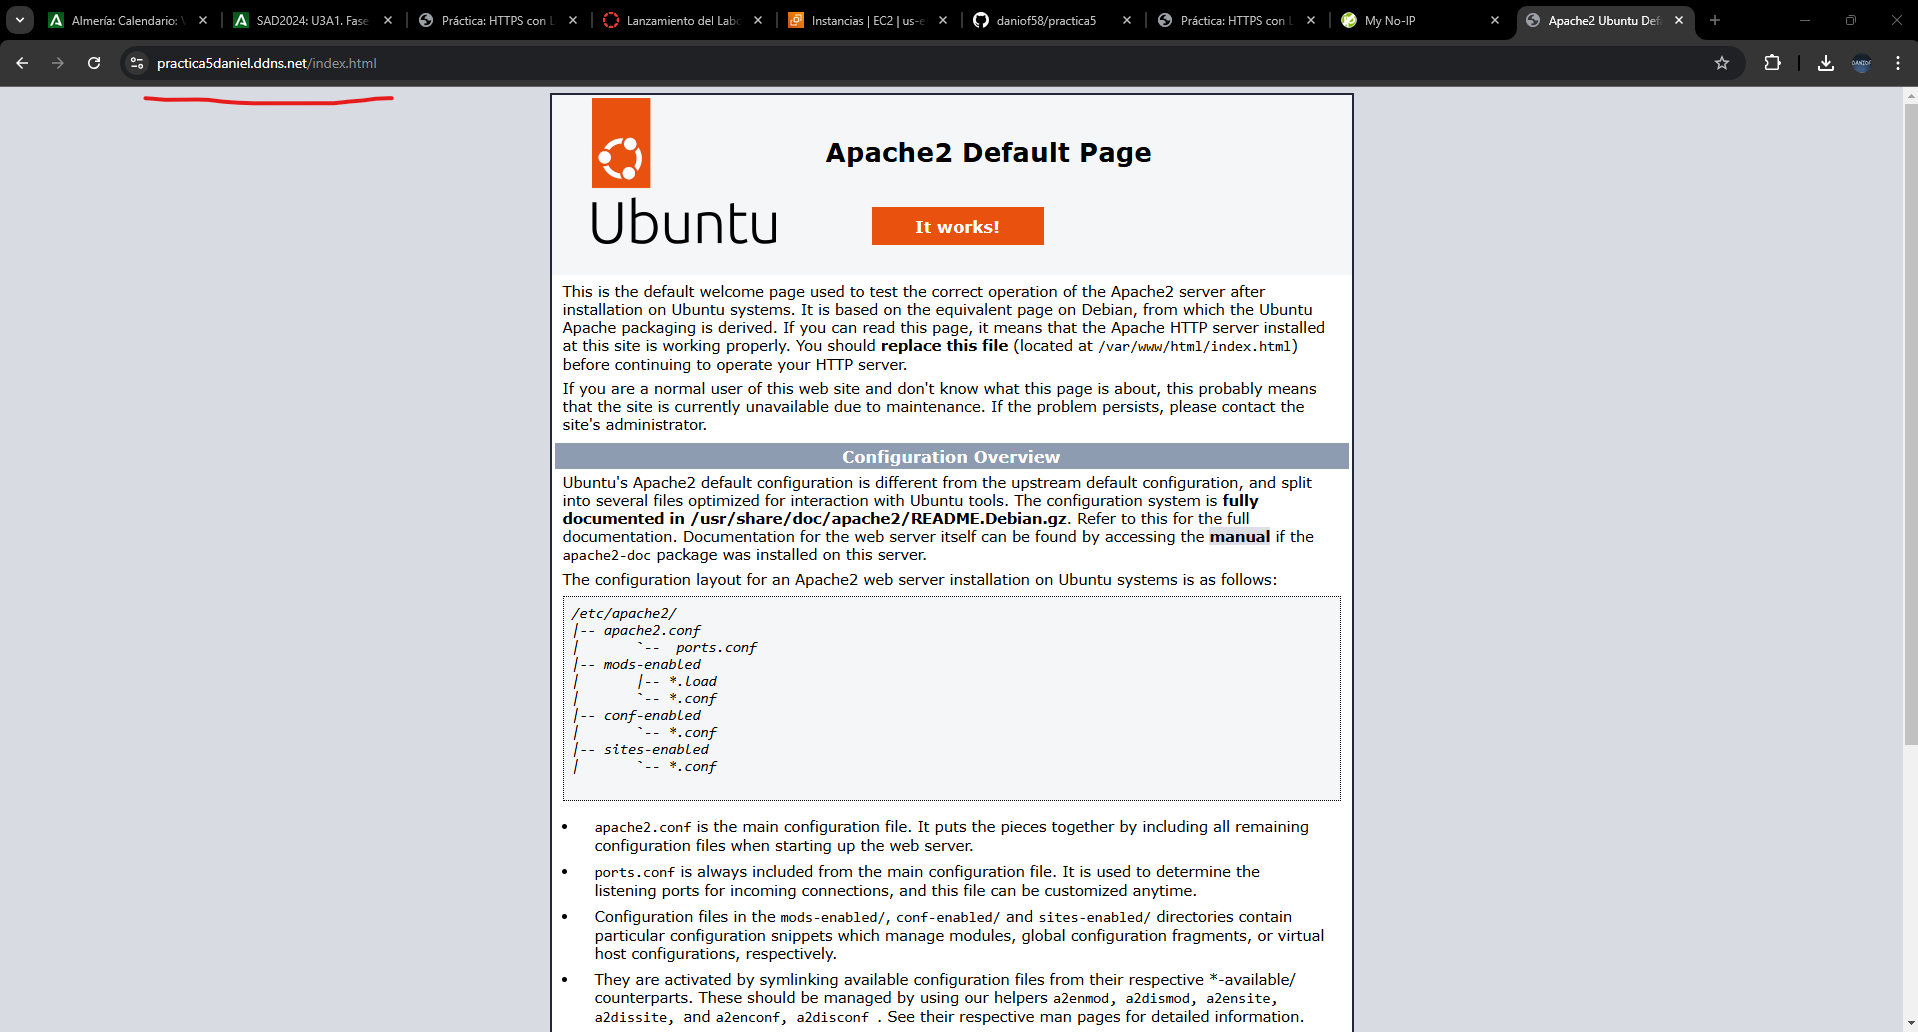 Almería: Calendario: V
SAD2024: U3A1. Fase
Práctica: HTTPS con L
Lanzamiento del Labo
Instancias | EC2 | us-e
daniof58/practica5
Práctica: HTTPS con L
My No-IP
Apache2 Ubuntu Def
practica5daniel.ddns.net/index.html
DANIOF
Apache2 Default Page
Ubuntu
It works!
This is the default welcome page used to test the correct operation of the Apache2 server after
installation on Ubuntu systems. It is based on the equivalent page on Debian, from which the Ubuntu
Apache packaging is derived. If you can read this page, it means that the Apache HTTP server installed
at this site is working properly. You should replace this file (located at /var/www/html/index.html)
before continuing to operate your HTTP server.
If you are a normal user of this web site and don't know what this page is about, this probably means
that the site is currently unavailable due to maintenance. If the problem persists, please contact the
site's administrator.
Configuration Overview
Ubuntu's Apache2 default configuration is different from the upstream default configuration, and split
into several files optimized for interaction with Ubuntu tools. The configuration system is fully
documented in /usr/share/doc/apache2/README.Debian.gz. Refer to this for the full
documentation. Documentation for the web server itself can be found by accessing the manual if the
apache2-doc package was installed on this server.
The configuration layout for an Apache2 web server installation on Ubuntu systems is as follows:
/etc/apache2/
|-- apache2.conf
|       `--  ports.conf
|-- mods-enabled
|       |-- *.load
|       `-- *.conf
|-- conf-enabled
|       `-- *.conf
|-- sites-enabled
|       `-- *.conf
• apache2.conf is the main configuration file. It puts the pieces together by including all remaining
configuration files when starting up the web server.
• ports.conf is always included from the main configuration file. It is used to determine the
listening ports for incoming connections, and this file can be customized anytime.
• Configuration files in the mods-enabled/, conf-enabled/ and sites-enabled/ directories contain
particular configuration snippets which manage modules, global configuration fragments, or virtual
host configurations, respectively.
• They are activated by symlinking available configuration files from their respective *-available/
counterparts. These should be managed by using our helpers a2enmod, a2dismod, a2ensite,
a2dissite, and a2enconf, a2disconf . See their respective man pages for detailed information.